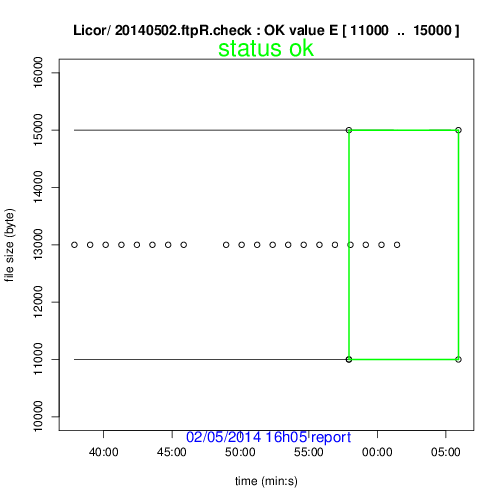 Licor/ 20140502.ftpR.check : OK value E [ 11000 .. 15000 ]
status ok
file size (byte)
16000
15000
14000
13000
12000
11000
10000
02/05/2014 16h05 report
40:00 45:00 50:00 55:00 00:00 05:00
time (min:s)